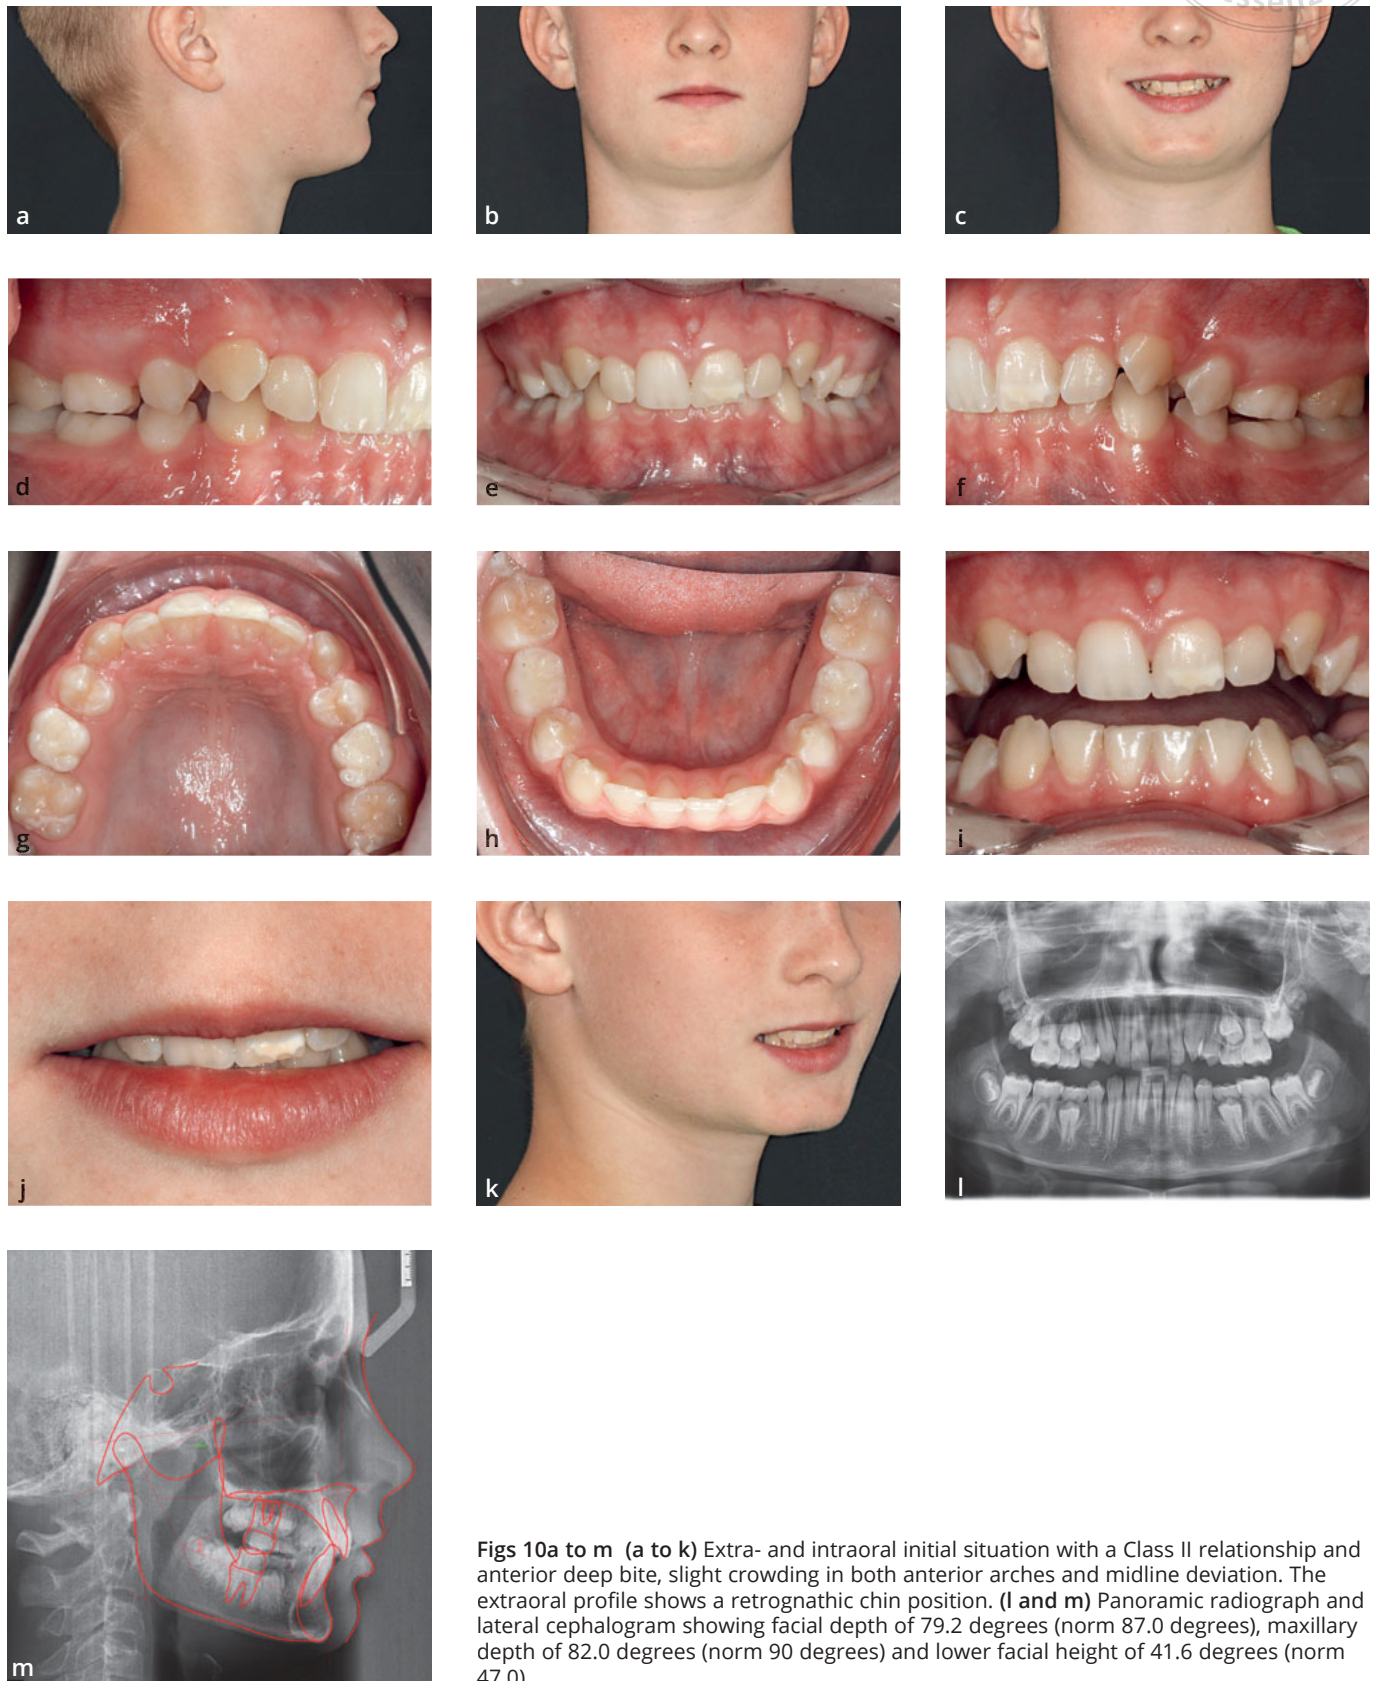 essenz
a
b
c
d
e
f
g
h
i
j
k
l
m
Figs 10a to m (a to k) Extra- and intraoral initial situation with a Class II relationship and
anterior deep bite, slight crowding in both anterior arches and midline deviation. The
extraoral profile shows a retrognathic chin position. (l and m) Panoramic radiograph and
lateral cephalogram showing facial depth of 79.2 degrees (norm 87.0 degrees), maxillary
depth of 82.0 degrees (norm 90 degrees) and lower facial height of 41.6 degrees (norm
47.0)